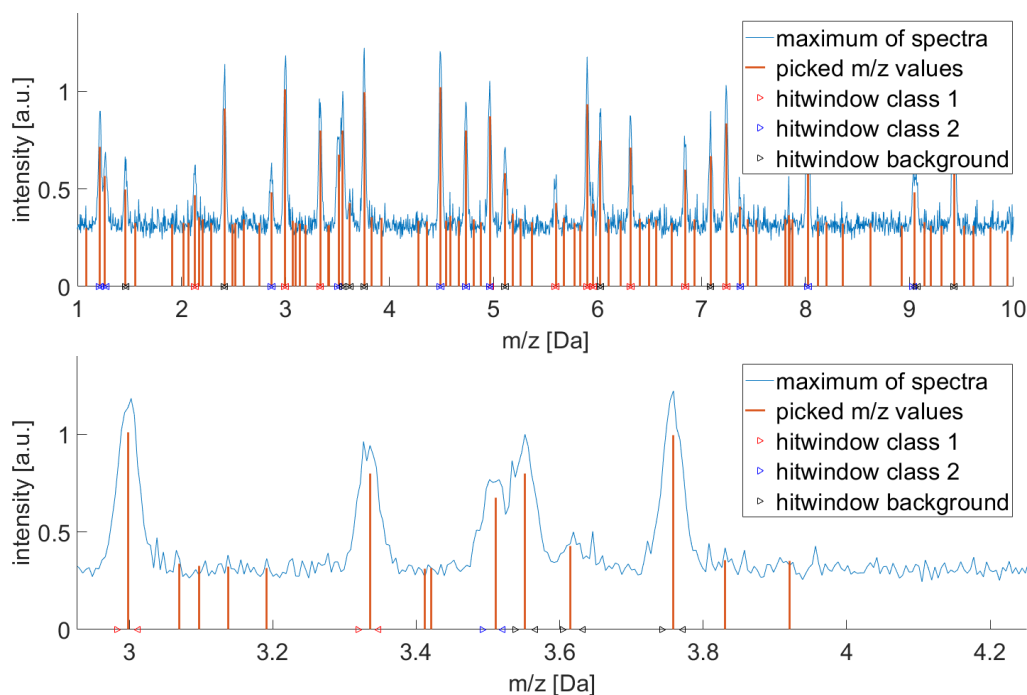 intensity [a.u.]
1
0.5
0
1 2 3 4 5 6 7 8 9 10
m/z [Da]
maximum of spectra
picked m/z values
hitwindow class 1
hitwindow class 2
hitwindow background
intensity [a.u.]
1
0.5
0
3 3.2 3.4 3.6 3.8 4 4.2
m/z [Da]
maximum of spectra
picked m/z values
hitwindow class 1
hitwindow class 2
hitwindow background